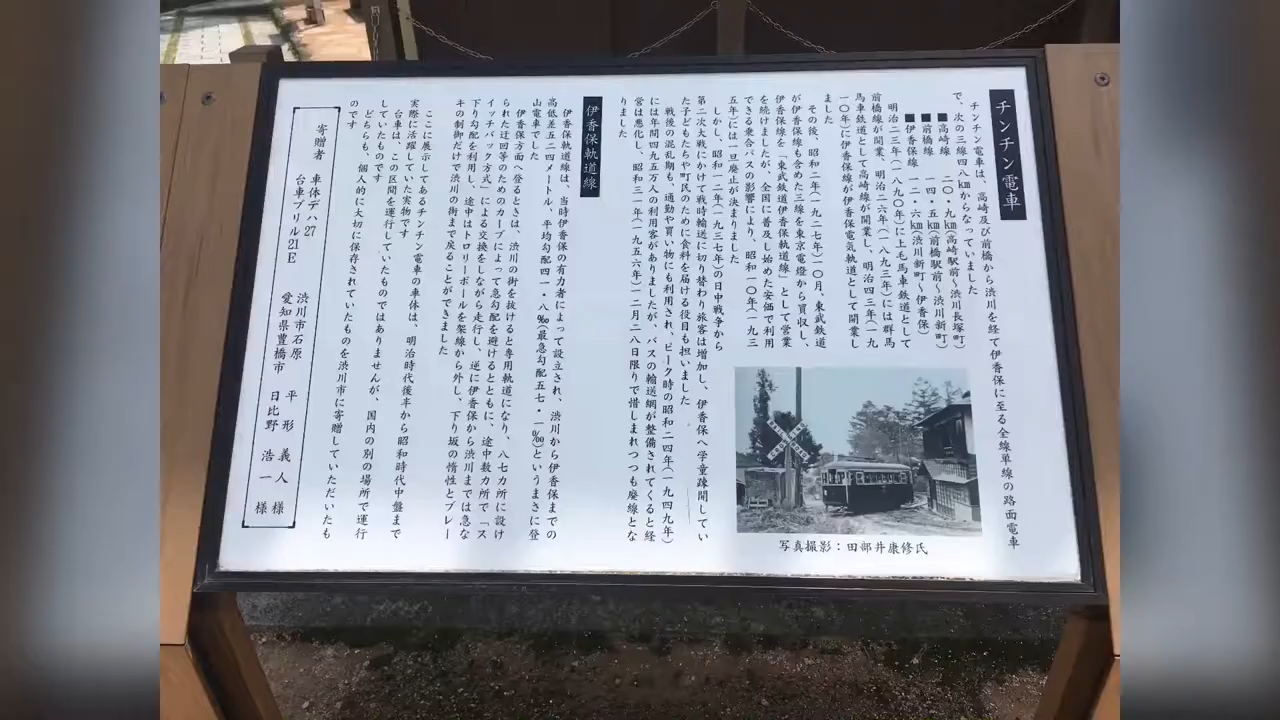 チンチン電車
チンチン電車は、高崎及び前橋から渋川を経て伊香保に至る全線単線の路面電車
で、次の三線四八㎞からなっていました
■高崎線 二〇・九㎞(高崎駅前~渋川長塚町)
■前橋線 一四・五㎞(前橋駅前~渋川新町)
■伊香保線 一二・六㎞(渋川新町~伊香保)
明治二三年(一八九〇年)に上毛馬車鉄道として
前橋線が開業、明治二六年(一八九三年)には群馬
馬車鉄道として高崎線が開業し、明治四三年(一九
一〇年)に伊香保線が伊香保電気軌道として開業し
ました
その後、昭和二年(一九二七年)一〇月、東武鉄道
が伊香保線も含めた三線を東京電燈から買収し、
伊香保線を「東武鉄道伊香保軌道線」として営業
を続けましたが、全国に普及し始めた安価で利用
できる乗合バスの影響により、昭和一〇年(一九三
五年)には一旦廃止が決まりました
しかし、昭和一二年(一九三七年)の日中戦争から
第二次大戦にかけて戦時輸送に切り替わり旅客は増加し、伊香保へ学童疎開してい
た子どもたちや町民のために食料を届ける役目も担いました
戦後の混乱期も、通勤や買い物にも利用され、ピーク時の昭和二四年(一九四九年)
には年間四九五万人の利用客がありましたが、バスの輸送網が整備されてくると経
営は悪化し、昭和三一年(一九五六年)一二月二八日限りで惜しまれつつも廃線とな
りました
写真撮影:田部井康修氏
伊香保軌道線
伊香保軌道線は、当時伊香保の有力者によって設立され、渋川から伊香保までの
高低差五二四メートル、平均勾配四一・八‰(最急勾配五七・一‰)というまさに登
山電車でした
伊香保方面へ登るときは、渋川の街を抜けると専用軌道になり、八七カ所に設け
られた迂回等のためのカーブによって急勾配を避けるとともに、途中数カ所で「ス
イッチバック方式」による交換をしながら走行し、逆に伊香保から渋川までは急な
下り勾配を利用し、途中はトロリーポールを架線から外し、下り坂の惰性とブレー
キの制御だけで渋川の街まで戻ることができました
ここに展示してあるチンチン電車の車体は、明治時代後半から昭和時代中盤まで
実際に活躍していた実物です
台車は、この区間を運行していたものではありませんが、国内の別の場所で運行
していたものです
どちらも、個人的に大切に保存されていたものを渋川市に寄贈していただいたも
のです
寄贈者 車体デハ27 渋川市石原 平形義人様
台車ブリル21E 愛知県豊橋市 日比野浩一様